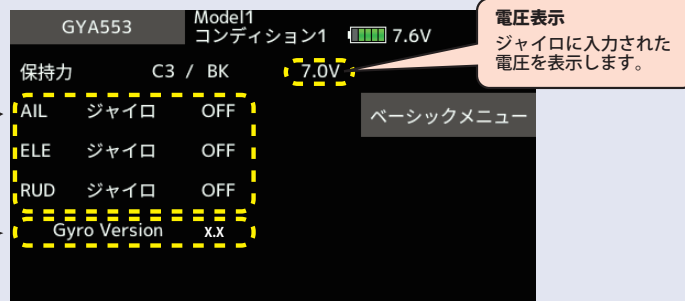 GYA553
Model1
コンディション1 7.6V
保持力 C3 / BK 7.0V
AIL ジャイロ OFF
ELE ジャイロ OFF
RUD ジャイロ OFF
Gyro Version X.X
ベーシックメニュー
電圧表示
ジャイロに入力された
電圧を表示します。